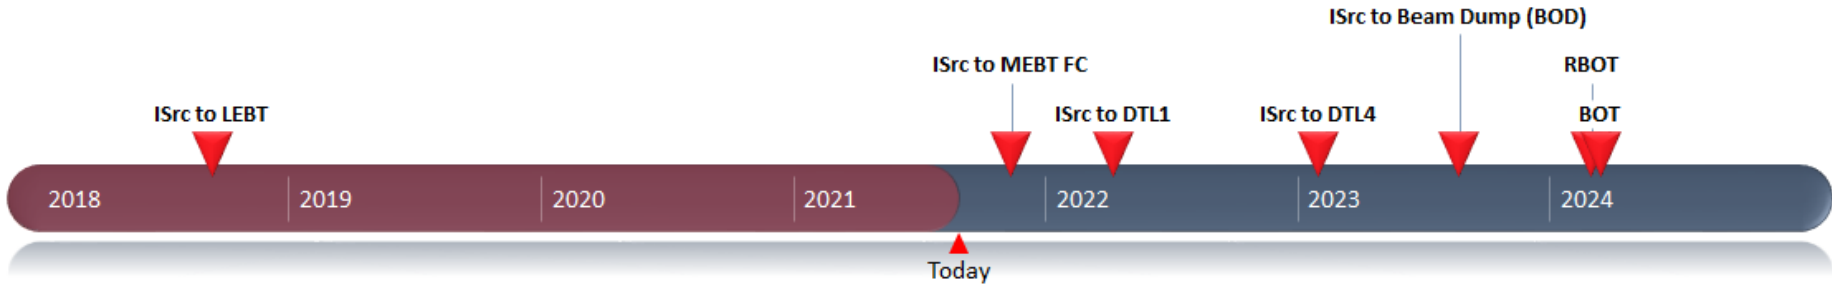 ISrc to Beam Dump (BOD)
ISrc to MEBT FC
RBOT
ISrc to LEBT
ISrc to DTL1
ISrc to DTL4
BOT
2018
2019
2020
2021
2022
2023
2024
Today